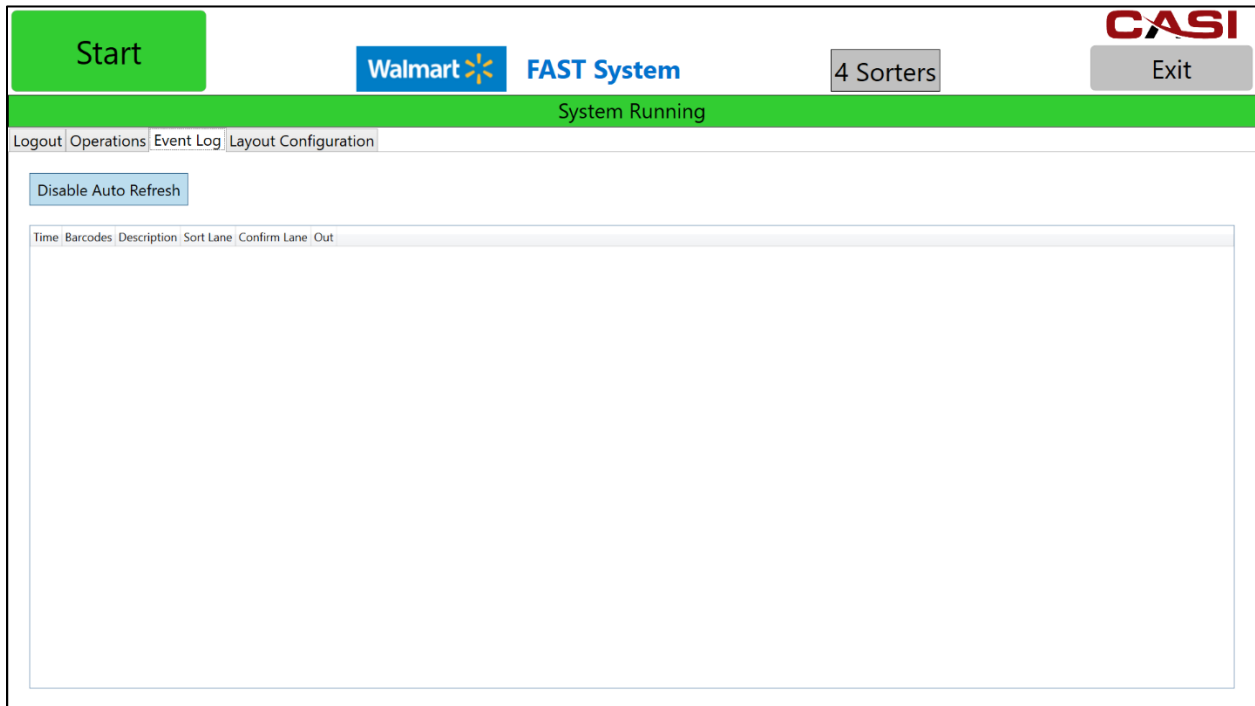 Start
Walmart
FAST System
4 Sorters
CASI
Exit
System Running
Logout Operations Event Log Layout Configuration
Disable Auto Refresh
Time Barcodes Description Sort Lane Confirm Lane Out